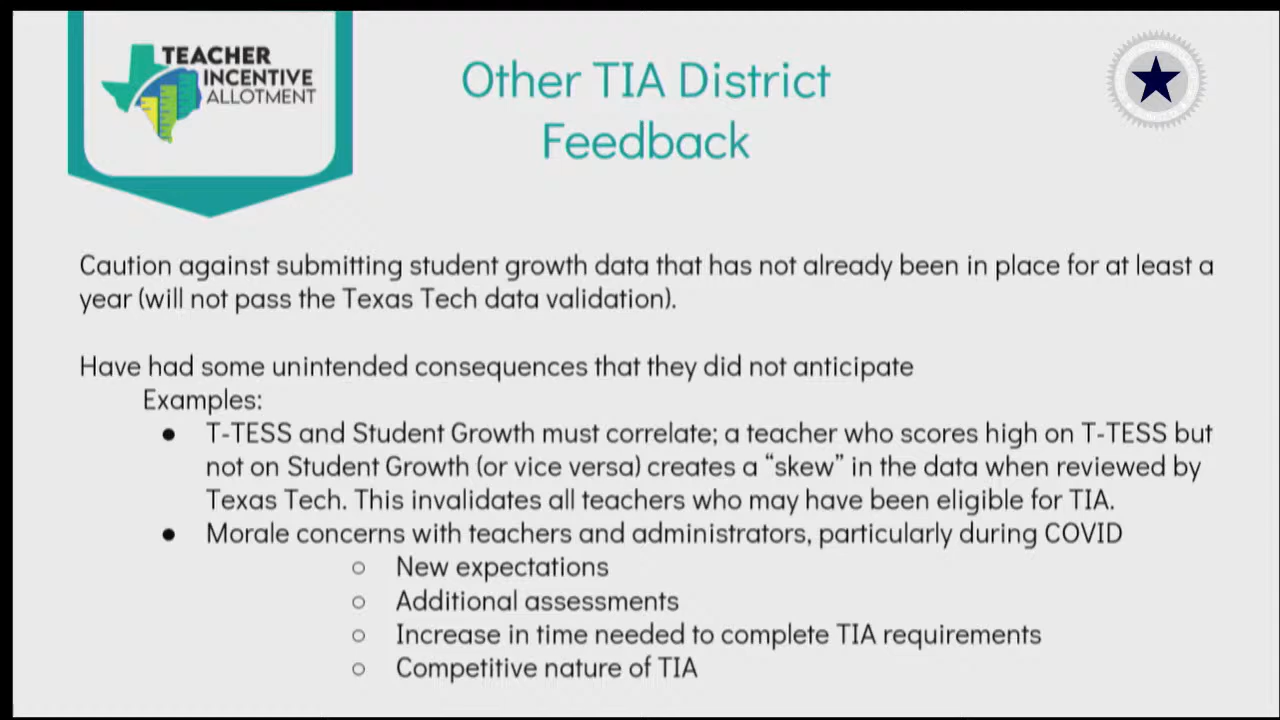 TEACHER
INCENTIVE
ALLOTMENT
Other TIA District
Feedback
Caution against submitting student growth data that has not already been in place for at least a
year (will not pass the Texas Tech data validation).
Have had some unintended consequences that they did not anticipate
Examples:
● T-TESS and Student Growth must correlate; a teacher who scores high on T-TESS but
not on Student Growth (or vice versa) creates a “skew” in the data when reviewed by
Texas Tech. This invalidates all teachers who may have been eligible for TIA.
● Morale concerns with teachers and administrators, particularly during COVID
○ New expectations
○ Additional assessments
○ Increase in time needed to complete TIA requirements
○ Competitive nature of TIA